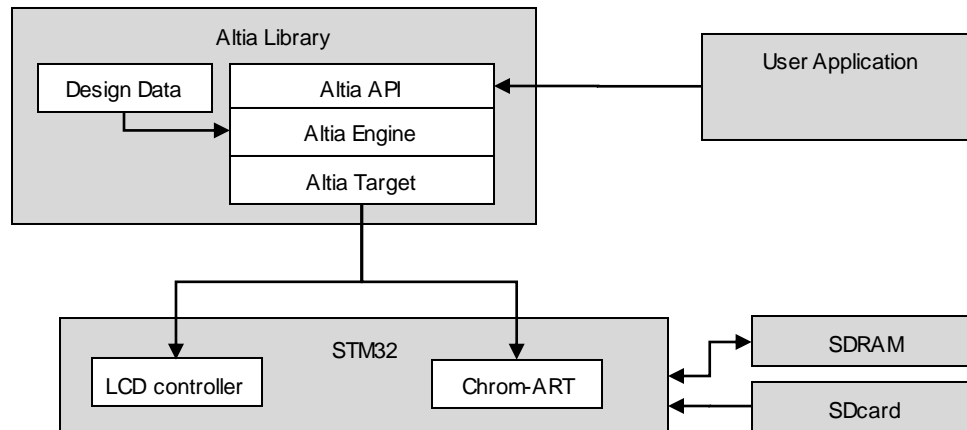 Altia Library
User Application
Design Data
Altia API
Altia Engine
Altia Target
STM32
SDRAM
LCD controller
Chrom-ART
SDcard